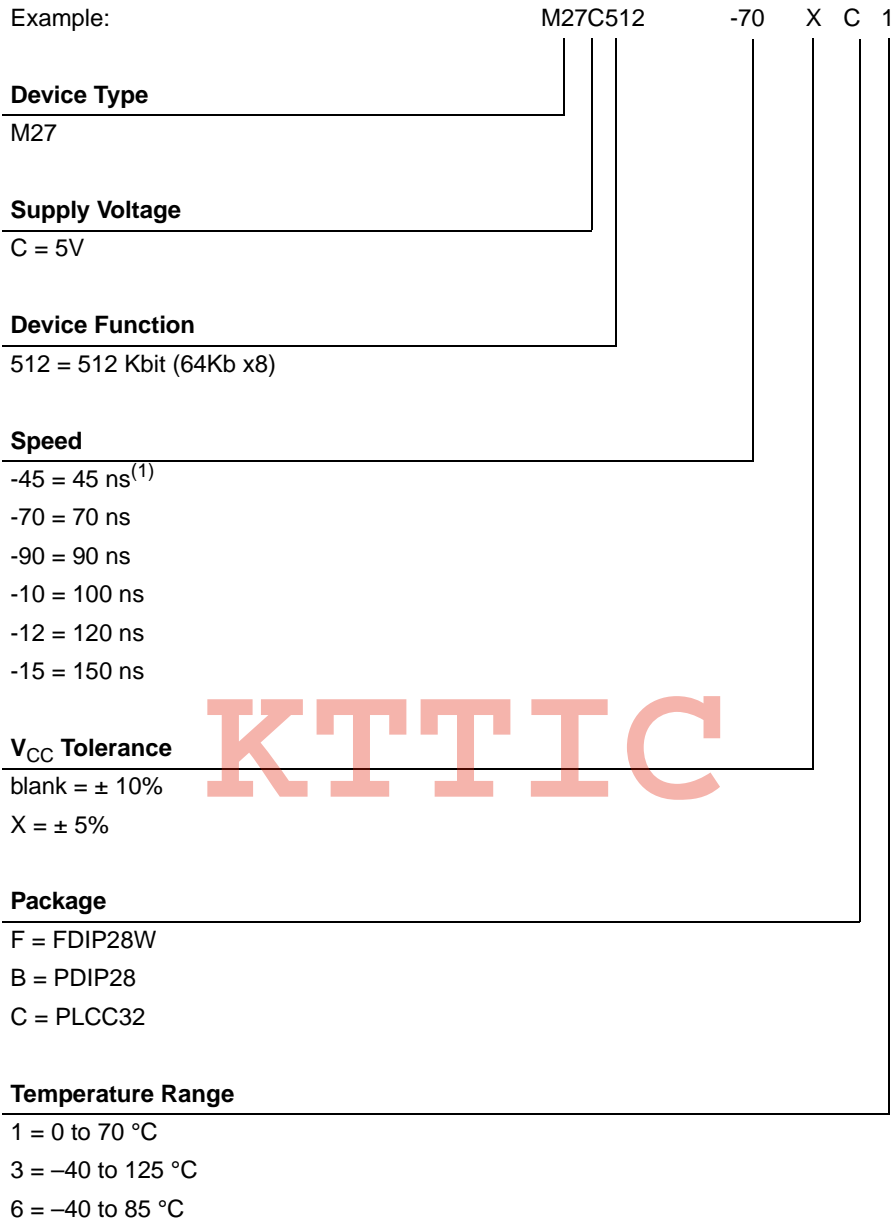 Example: M27C512 -70 X C 1
Device Type
M27
Supply Voltage
C = 5V
Device Function
512 = 512 Kbit (64Kb x8)
Speed
-45 = 45 ns(1)
-70 = 70 ns
-90 = 90 ns
-10 = 100 ns
-12 = 120 ns
-15 = 150 ns
KTTIC
VCC Tolerance
blank = ± 10%
X = ± 5%
Package
F = FDIP28W
B = PDIP28
C = PLCC32
Temperature Range
1 = 0 to 70 °C
3 = –40 to 125 °C
6 = –40 to 85 °C